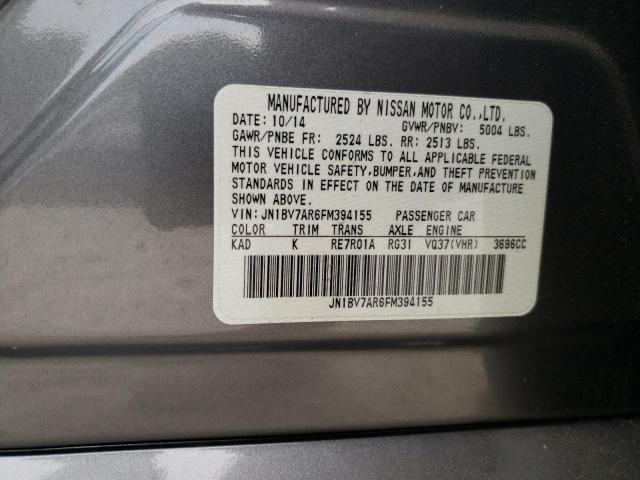 MANUFACTURED BY NISSAN MOTOR CO.,LTD.
DATE: 10/14 GVWR/PNBV: 5004 LBS.
GAWR/PNBE FR: 2524 LBS. RR: 2513 LBS.
THIS VEHICLE CONFORMS TO ALL APPLICABLE FEDERAL
MOTOR VEHICLE SAFETY,BUMPER,AND THEFT PREVENTION
STANDARDS IN EFFECT ON THE DATE OF MANUFACTURE
SHOWN ABOVE.
VIN:JN1BV7AR6FM394155 PASSENGER CAR
COLOR TRIM TRANS AXLE ENGINE
KAD K RE7R01A RG31 VQ37(VHR) 3696CC
JN1BV7AR6FM394155